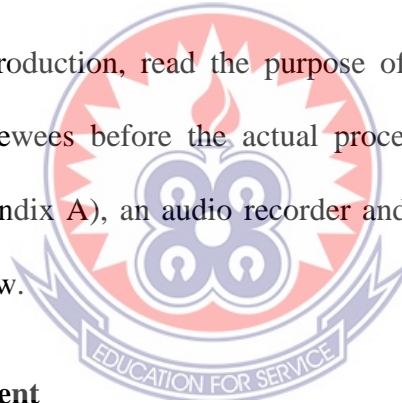 roduction, read the purpose of
ewees before the actual proce
ndix A), an audio recorder and
w.
EDUCATION FOR SERVICE
ent